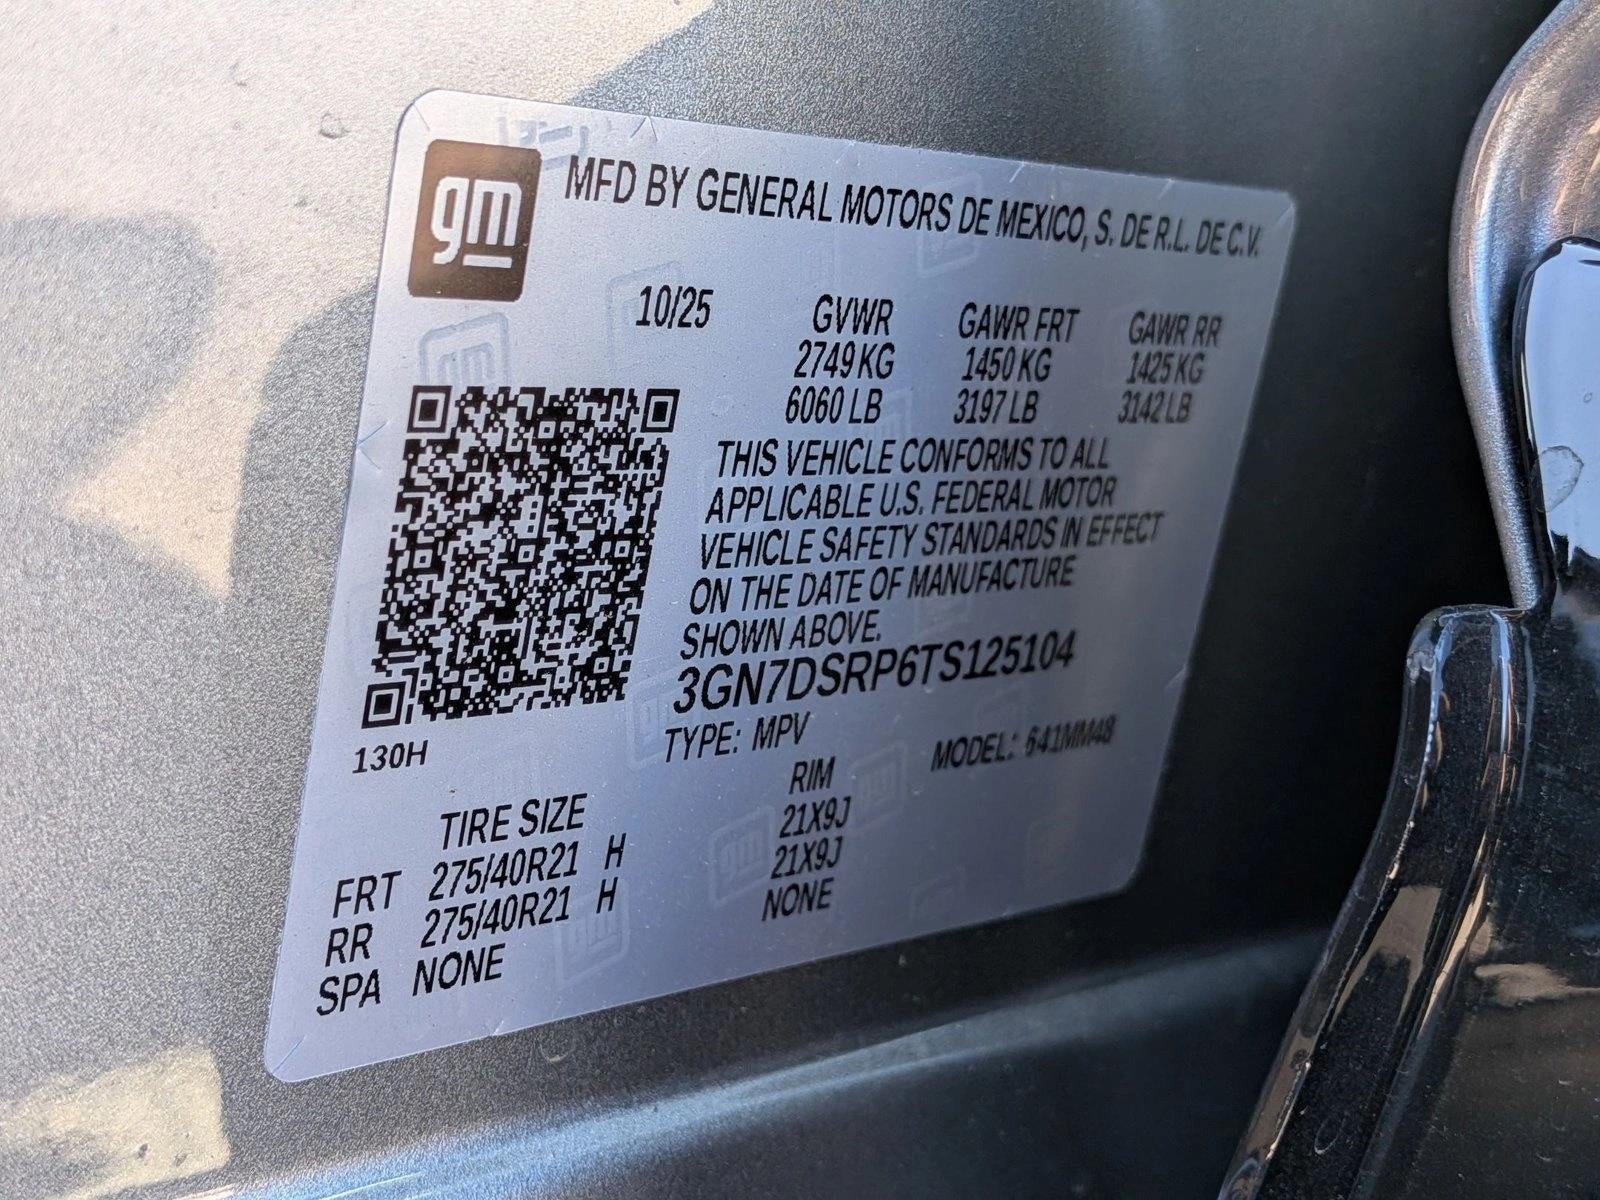 gm
MFD BY GENERAL MOTORS DE MEXICO, S. DE R.L. DE C.V.
10/25 GVWR GAWR FRT GAWR RR
2749 KG 1450 KG 1425 KG
6060 LB 3197 LB 3142 LB
THIS VEHICLE CONFORMS TO ALL
APPLICABLE U.S. FEDERAL MOTOR
VEHICLE SAFETY STANDARDS IN EFFECT
ON THE DATE OF MANUFACTURE
SHOWN ABOVE.
3GN7DSRP6TS125104
130H
TYPE: MPV MODEL: 641MM48
TIRE SIZE RIM
FRT 275/40R21 H 21X9J
RR 275/40R21 H 21X9J
SPA NONE NONE